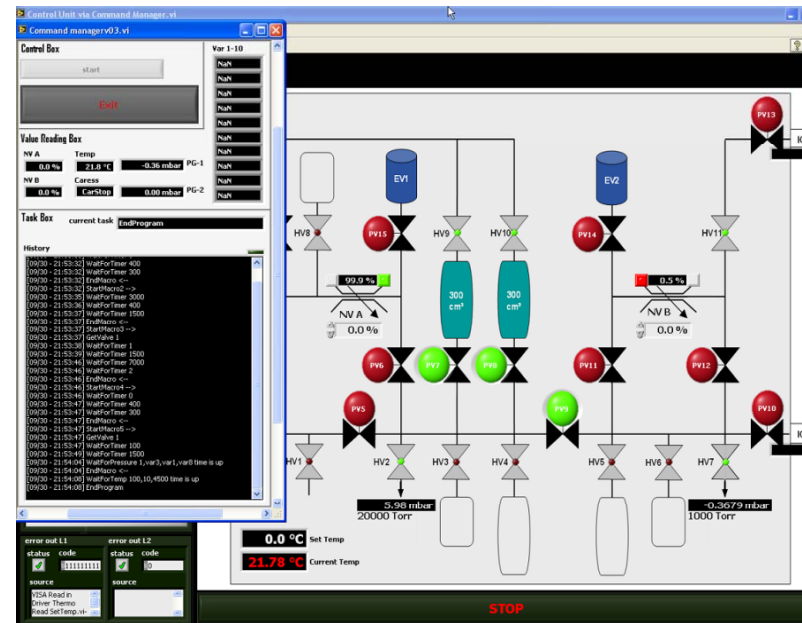 Control Unit via Command Manager.vi
Command managerv03.vi
Control Box
Var 1-10
start
Exit
NaN
NaN
NaN
NaN
NaN
NaN
NaN
NaN
NaN
NaN
Value Reading Box
NV A
Temp
0.0 %
21.8 °C
-0.36 mbar
PG-1
NV B
Caress
0.0 %
CarStop
0.00 mbar
PG-2
Task Box
current task
EndProgram
History
[09/30 - 21:53:32] WaitForTimer 400
[09/30 - 21:53:32] WaitForTimer 300
[09/30 - 21:53:32] EndMacro <--
[09/30 - 21:53:32] StartMacro2 -->
[09/30 - 21:53:35] WaitForTimer 3000
[09/30 - 21:53:36] WaitForTimer 400
[09/30 - 21:53:37] WaitForTimer 1500
[09/30 - 21:53:37] EndMacro <--
[09/30 - 21:53:37] StartMacro3 -->
[09/30 - 21:53:37] GetValve 1
[09/30 - 21:53:38] WaitForTimer 1
[09/30 - 21:53:39] WaitForTimer 1500
[09/30 - 21:53:46] WaitForTimer 7000
[09/30 - 21:53:46] WaitForTimer 2
[09/30 - 21:53:46] EndMacro <--
[09/30 - 21:53:46] StartMacro4 -->
[09/30 - 21:53:46] WaitForTimer 0
[09/30 - 21:53:47] WaitForTimer 400
[09/30 - 21:53:47] WaitForTimer 300
[09/30 - 21:53:47] EndMacro <--
[09/30 - 21:53:47] StartMacro5 -->
[09/30 - 21:53:47] GetValve 1
[09/30 - 21:53:47] WaitForTimer 100
[09/30 - 21:53:49] WaitForTimer 1500
[09/30 - 21:54:04] WaitForPressure 1,var3,var1,var8 time is up
[09/30 - 21:54:04] EndMacro <--
[09/30 - 21:54:08] WaitForTemp 100,10,4500 time is up
[09/30 - 21:54:08] EndProgram
error out L1
error out L2
status
code
status
code
111111111
0
source
source
VISA Read in
Driver Thermo
Read SetTemp.vi-
PV13
EV1
EV2
HV8
PV15
HV9
HV10
PV14
HV11
99.9 %
300
cm³
300
cm³
0.5 %
NV A
0.0 %
NV B
0.0 %
PV6
PV7
PV8
PV11
PV12
PV5
PV9
PV10
HV1
HV2
HV3
HV4
HV5
HV6
HV7
5.98 mbar
20000 Torr
-0.3679 mbar
1000 Torr
0.0 °C
Set Temp
21.78 °C
Current Temp
STOP